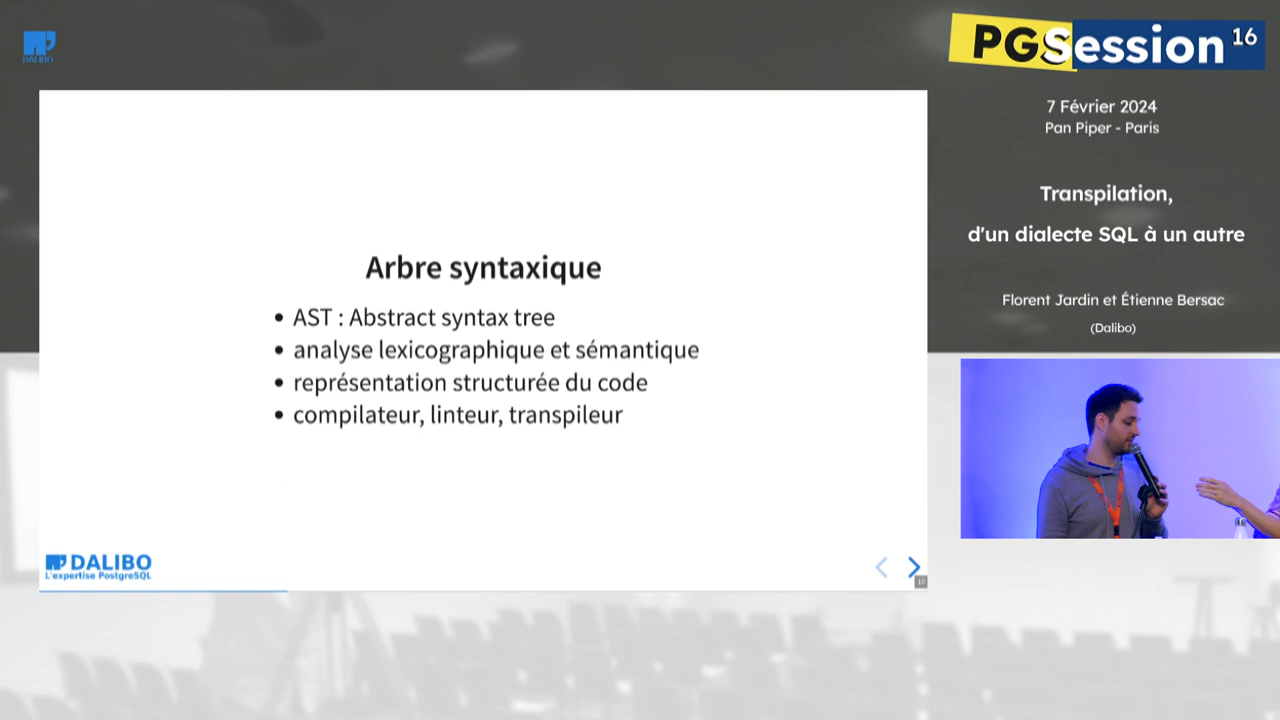 DALIBO
PGSession 16
7 Février 2024
Pan Piper - Paris
Transpilation,
d'un dialecte SQL à un autre
Florent Jardin et Étienne Bersac
(Dalibo)
Arbre syntaxique
• AST : Abstract syntax tree
• analyse lexicographique et sémantique
• représentation structurée du code
• compilateur, linteur, transpileur
DALIBO
L'expertise PostgreSQL
10